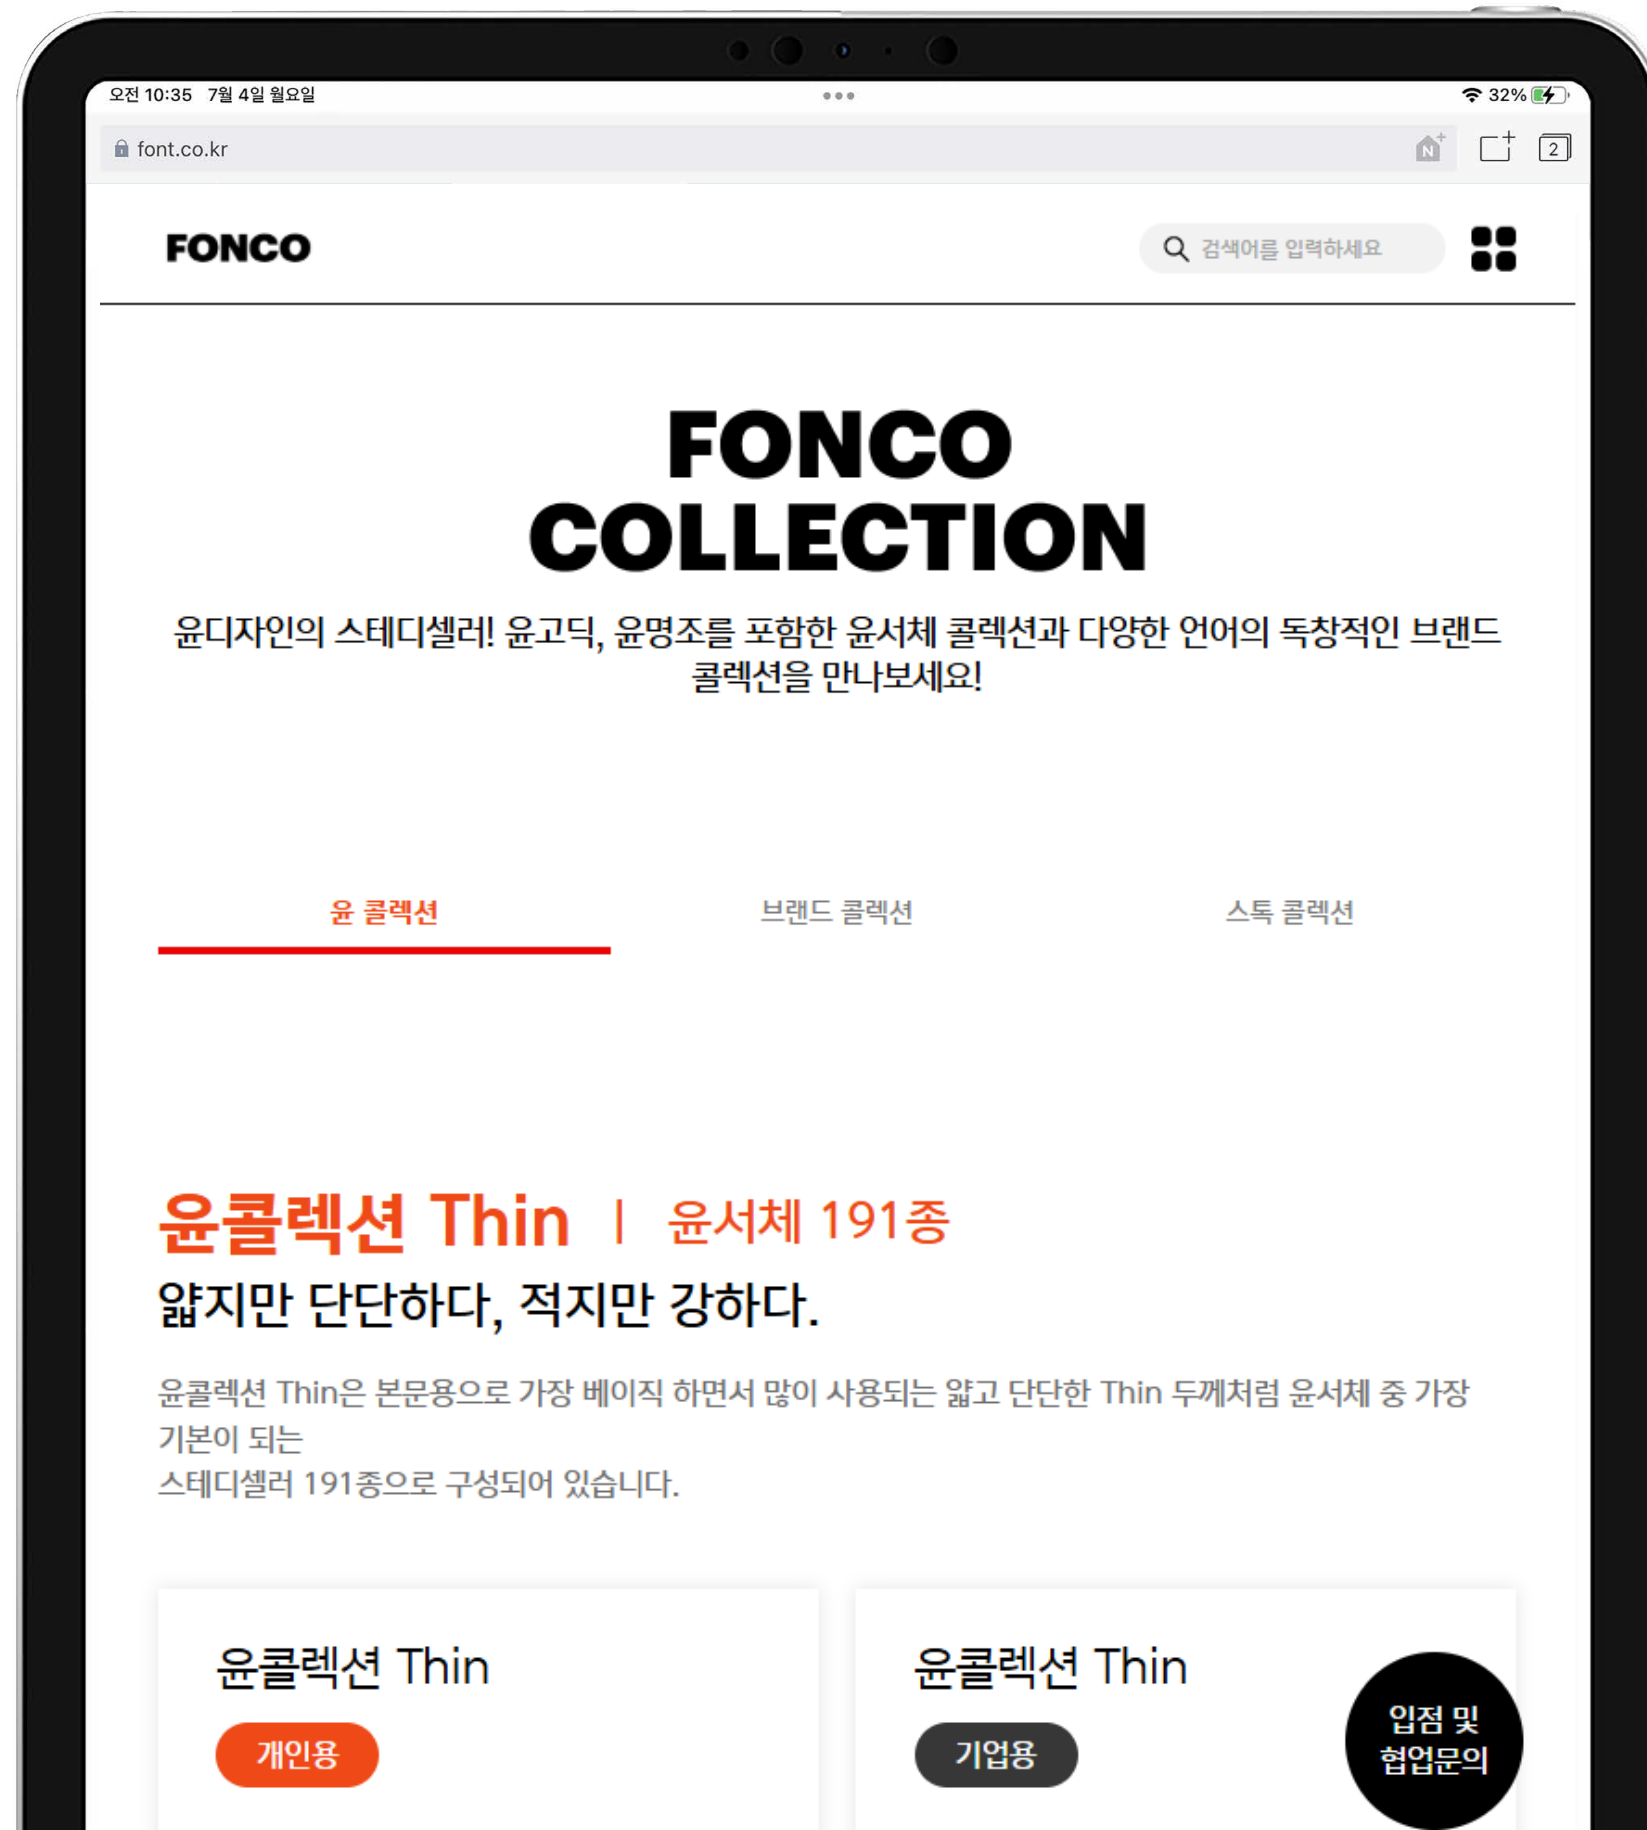 오전 10:35 7월 4일 월요일
32%
font.co.kr
N
2
FONCO
검색어를 입력하세요
FONCO
COLLECTION
윤디자인의 스테디셀러! 윤고딕, 윤명조를 포함한 윤서체 콜렉션과 다양한 언어의 독창적인 브랜드
콜렉션을 만나보세요!
윤 콜렉션
브랜드 콜렉션
스톡 콜렉션
윤콜렉션 Thin | 윤서체 191종
얇지만 단단하다, 적지만 강하다.
윤콜렉션 Thin은 본문용으로 가장 베이직 하면서 많이 사용되는 얇고 단단한 Thin 두께처럼 윤서체 중 가장
기본이 되는
스테디셀러 191종으로 구성되어 있습니다.
윤콜렉션 Thin
개인용
윤콜렉션 Thin
기업용
입점 및
협업문의